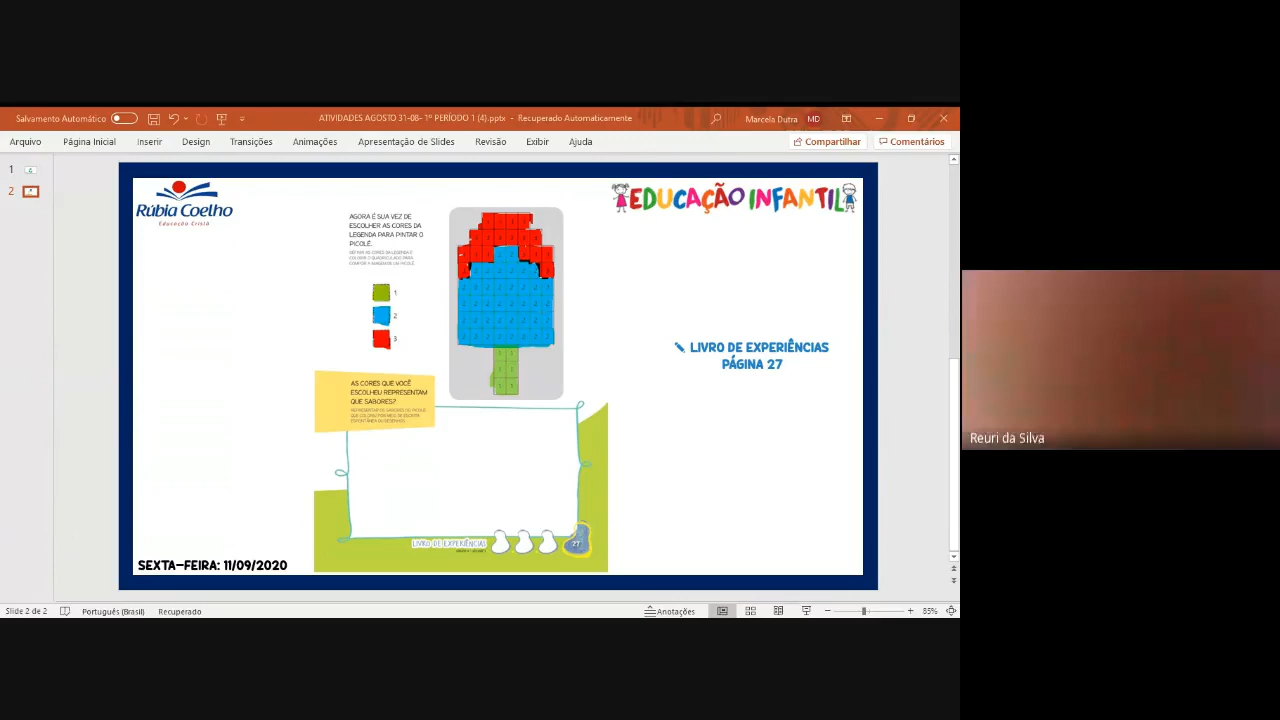 Salvamento Automático
ATIVIDADES AGOSTO 31-08- 1º PERÍODO 1 (4).pptx - Recuperado Automaticamente
Marcela Dutra MD
Arquivo Página Inicial Inserir Design Transições Animações Apresentação de Slides Revisão Exibir Ajuda Compartilhar Comentários
1
2
Rúbia Coelho
Educação Cristã
EDUCAÇÃO INFANTIL
AGORA É SUA VEZ DE
ESCOLHER AS CORES DA
LEGENDA PARA PINTAR O
PICOLÉ.
1
2
3
LIVRO DE EXPERIÊNCIAS
PÁGINA 27
AS CORES QUE VOCÊ
ESCOLHEU REPRESENTAM
QUE SABORES?
LIVRO DE EXPERIÊNCIAS
27
SEXTA-FEIRA: 11/09/2020
Reuri da Silva
Slide 2 de 2 Português (Brasil) Recuperado Anotações 85%